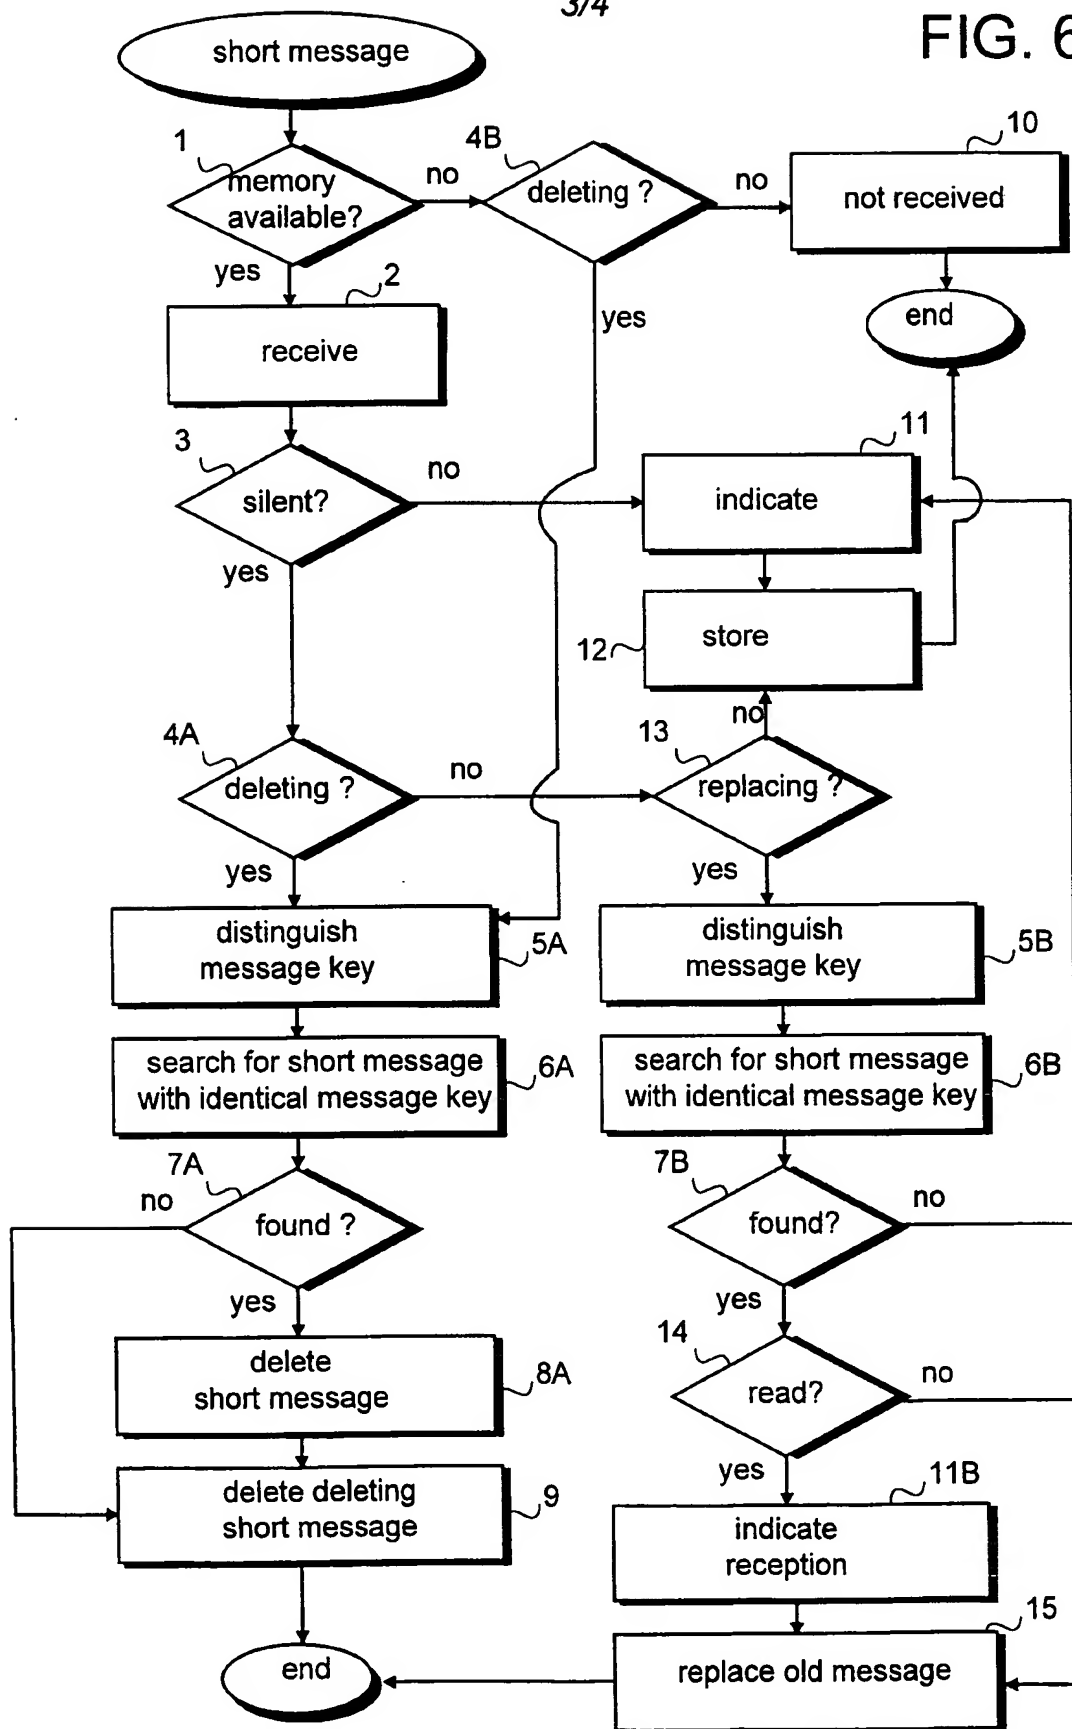 3/4
FIG. 6
short message
1
memory
available?
no
4B
deleting ?
no
10
not received
yes
2
yes
end
receive
3
silent?
no
11
indicate
yes
12
store
no
4A
deleting ?
no
13
replacing ?
yes
yes
distinguish
message key
5A
distinguish
message key
5B
search for short message
with identical message key
6A
search for short message
with identical message key
6B
7A
no
found ?
7B
found?
no
yes
yes
delete
short message
8A
14
read?
no
yes
delete deleting
short message
9
11B
indicate
reception
15
end
replace old message